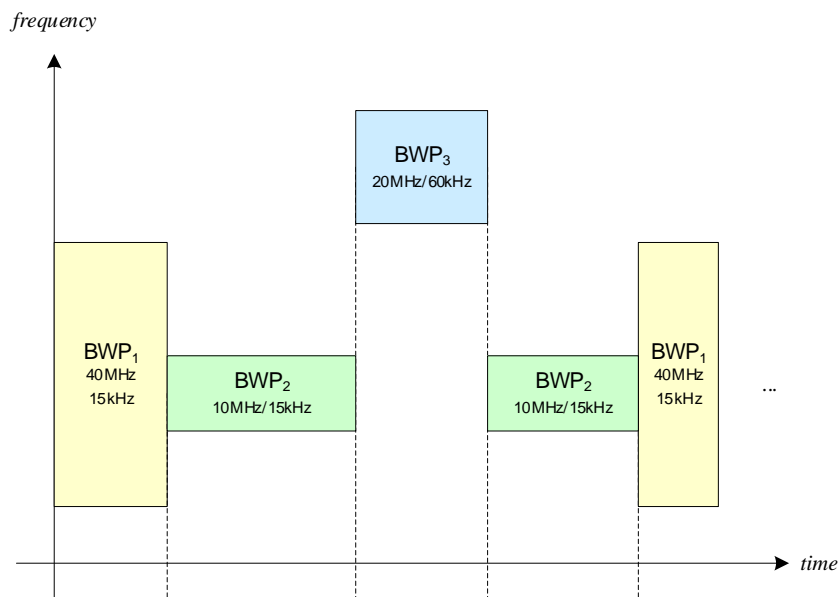 frequency
BWP₃
20MHz/60kHz
BWP₁
40MHz
15kHz
BWP₂
10MHz/15kHz
BWP₂
10MHz/15kHz
BWP₁
40MHz
15kHz
...
time